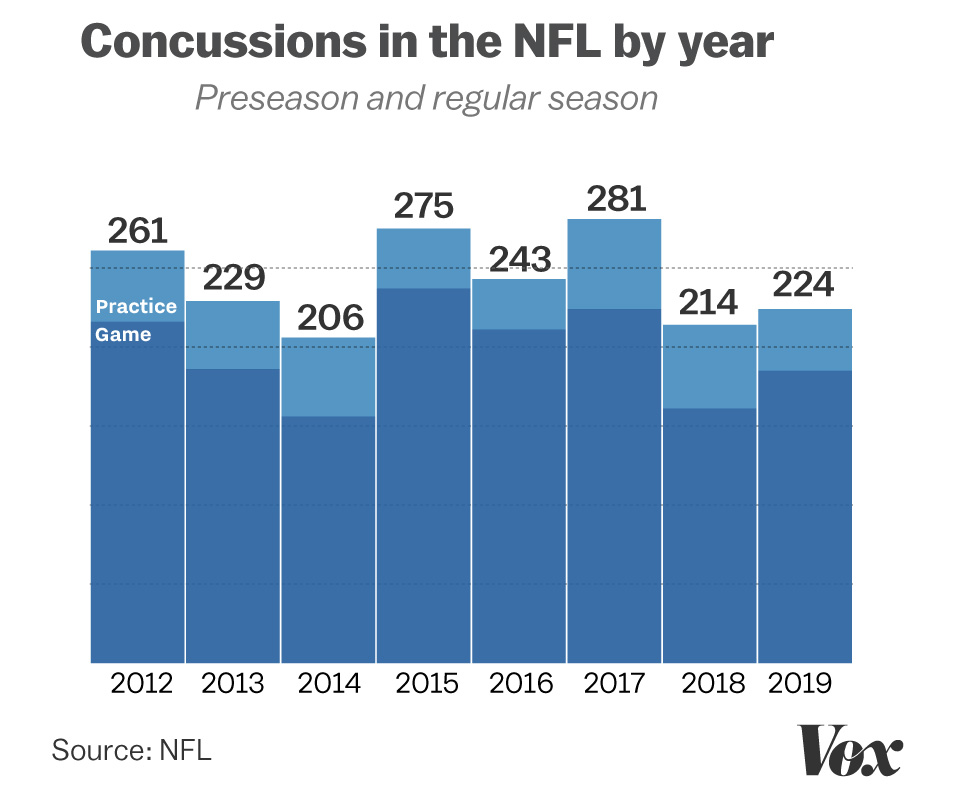 Concussions in the NFL by year
Preseason and regular season
261
229
206
275
243
281
214
224
Practice
Game
2012 2013 2014 2015 2016 2017 2018 2019
Source: NFL
Vox